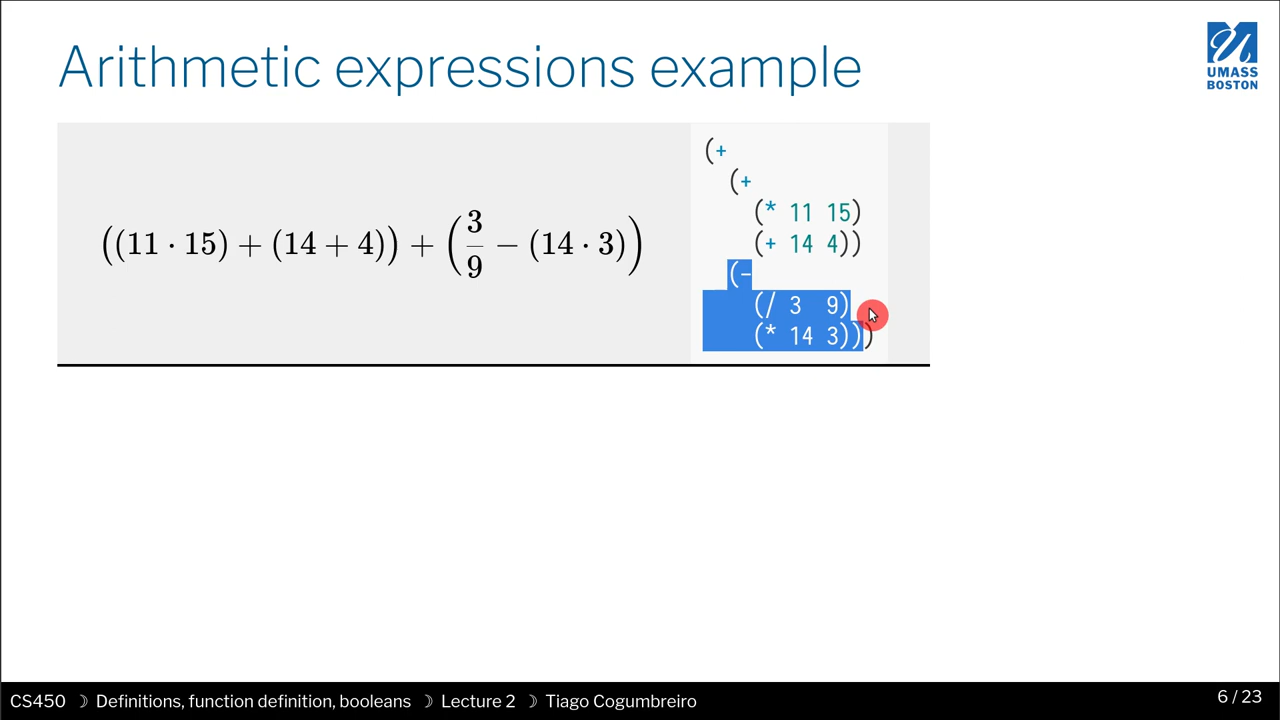 Arithmetic expressions example
UMASS
BOSTON
((11 · 15) + (14 + 4)) + (3/9 − (14 · 3))
(+
(+
(* 11 15)
(+ 14 4))
(-
(/ 3 9)
(* 14 3)))
CS450 ☽ Definitions, function definition, booleans ☽ Lecture 2 ☽ Tiago Cogumbreiro
6 / 23